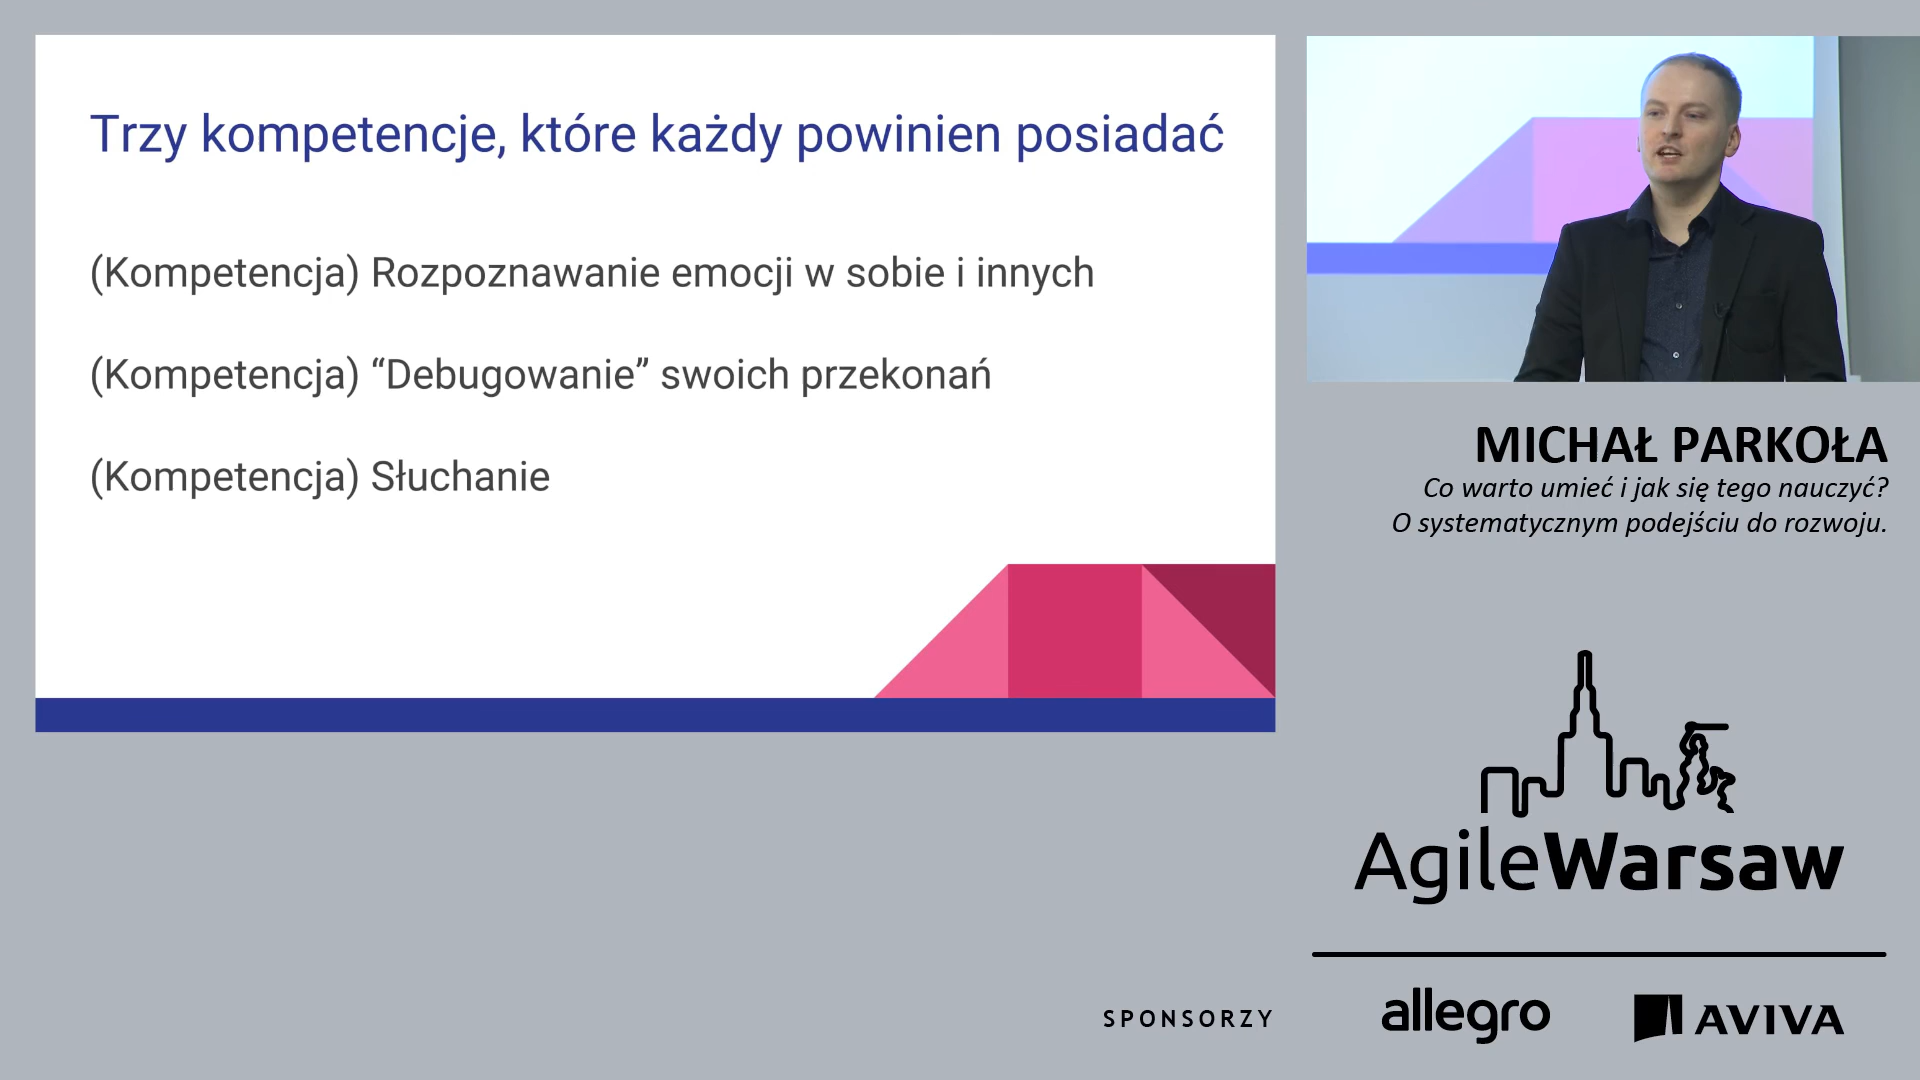 Trzy kompetencje, które każdy powinien posiadać
(Kompetencja) Rozpoznawanie emocji w sobie i innych
(Kompetencja) “Debugowanie” swoich przekonań
(Kompetencja) Słuchanie
MICHAŁ PARKOŁA
Co warto umieć i jak się tego nauczyć?
O systematycznym podejściu do rozwoju.
AgileWarsaw
SPONSORZY
allegro
AVIVA